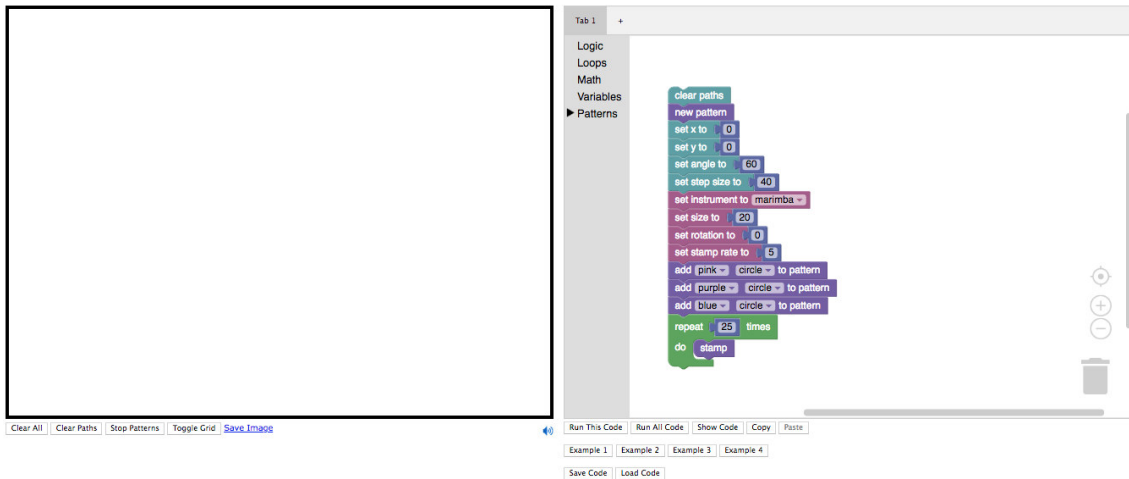 Tab 1 +
Logic
Loops
Math
Variables
Patterns
clear paths
new pattern
set x to 0
set y to 0
set angle to 60
set step size to 40
set instrument to marimba
set size to 20
set rotation to 0
set stamp rate to 5
add pink circle to pattern
add purple circle to pattern
add blue circle to pattern
repeat 25 times
do stamp
Clear All Clear Paths Stop Patterns Toggle Grid Save Image
Run This Code Run All Code Show Code Copy Paste
Example 1 Example 2 Example 3 Example 4
Save Code Load Code